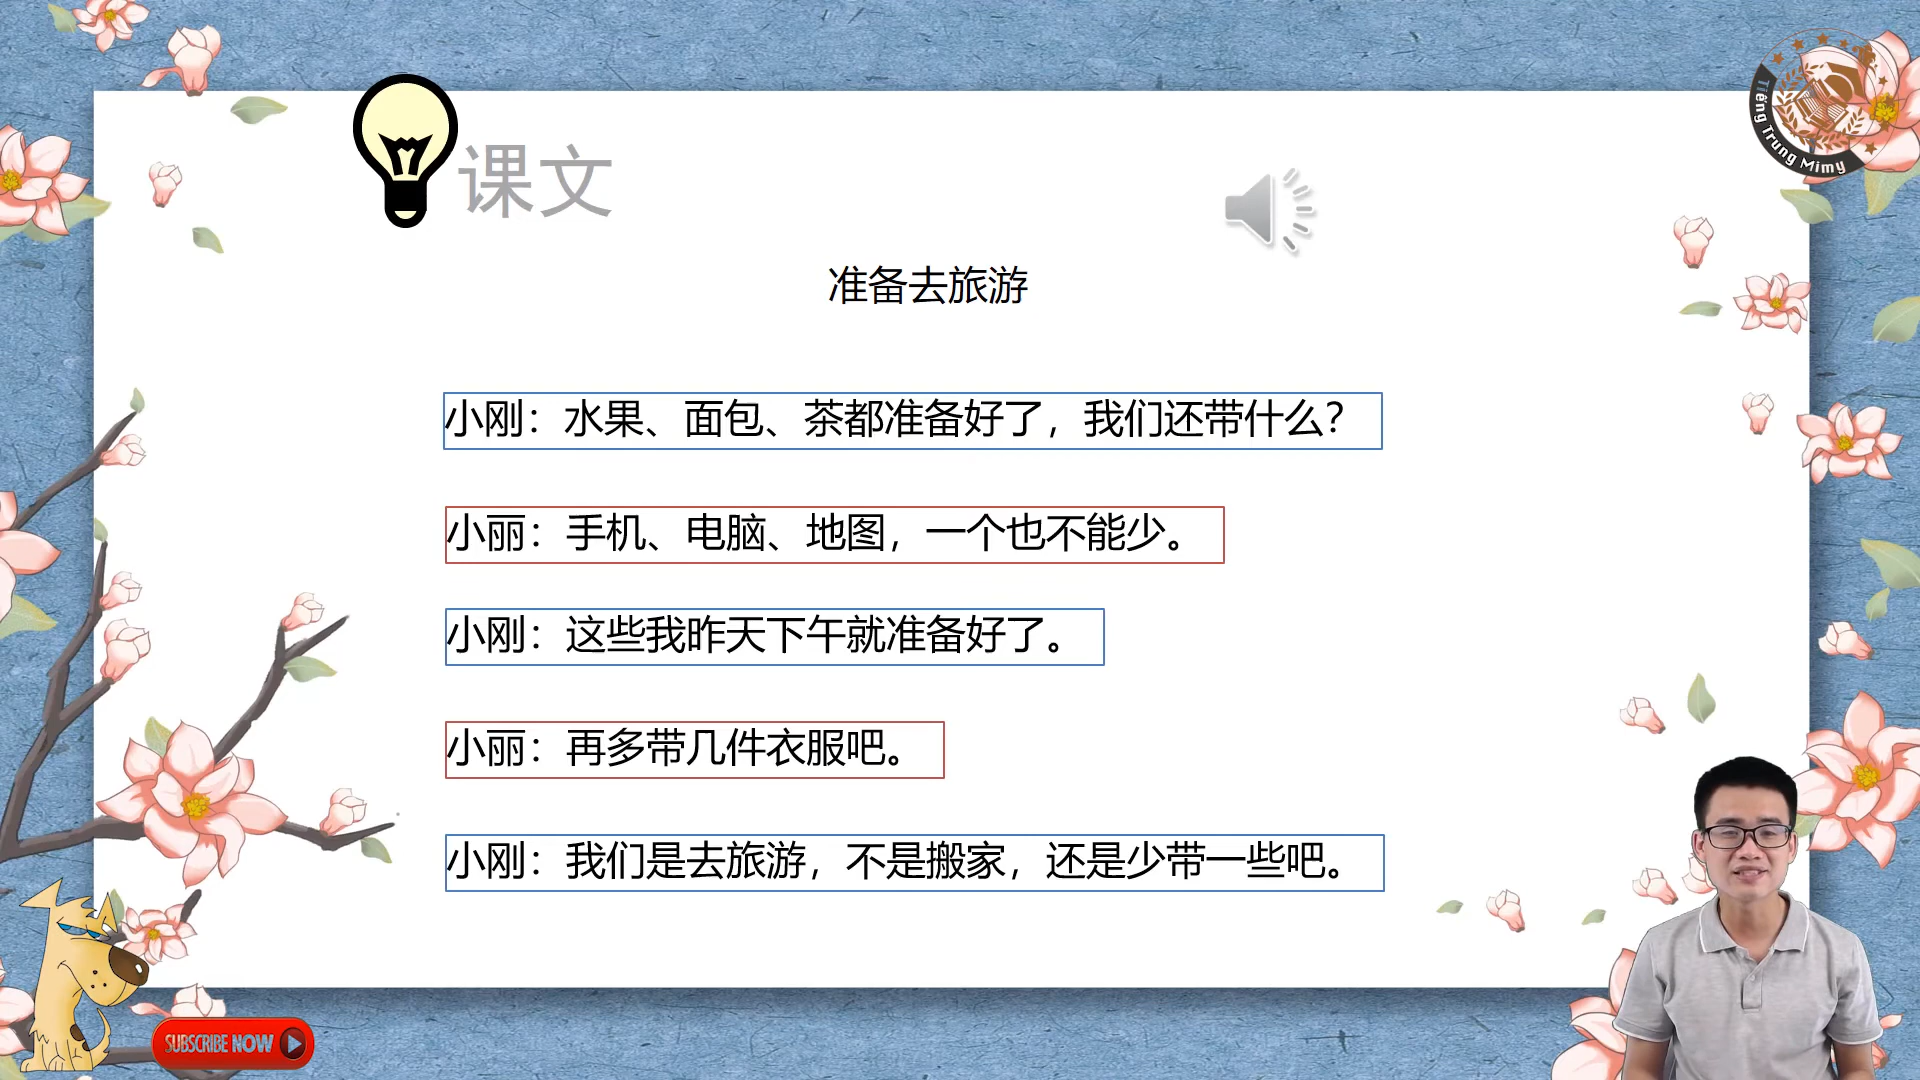 课文
Tiếng Trung Mimy
准备去旅游
小刚：水果、面包、茶都准备好了，我们还带什么？
小丽：手机、电脑、地图，一个也不能少。
小刚：这些我昨天下午就准备好了。
小丽：再多带几件衣服吧。
小刚：我们是去旅游，不是搬家，还是少带一些吧。
SUBSCRIBE NOW